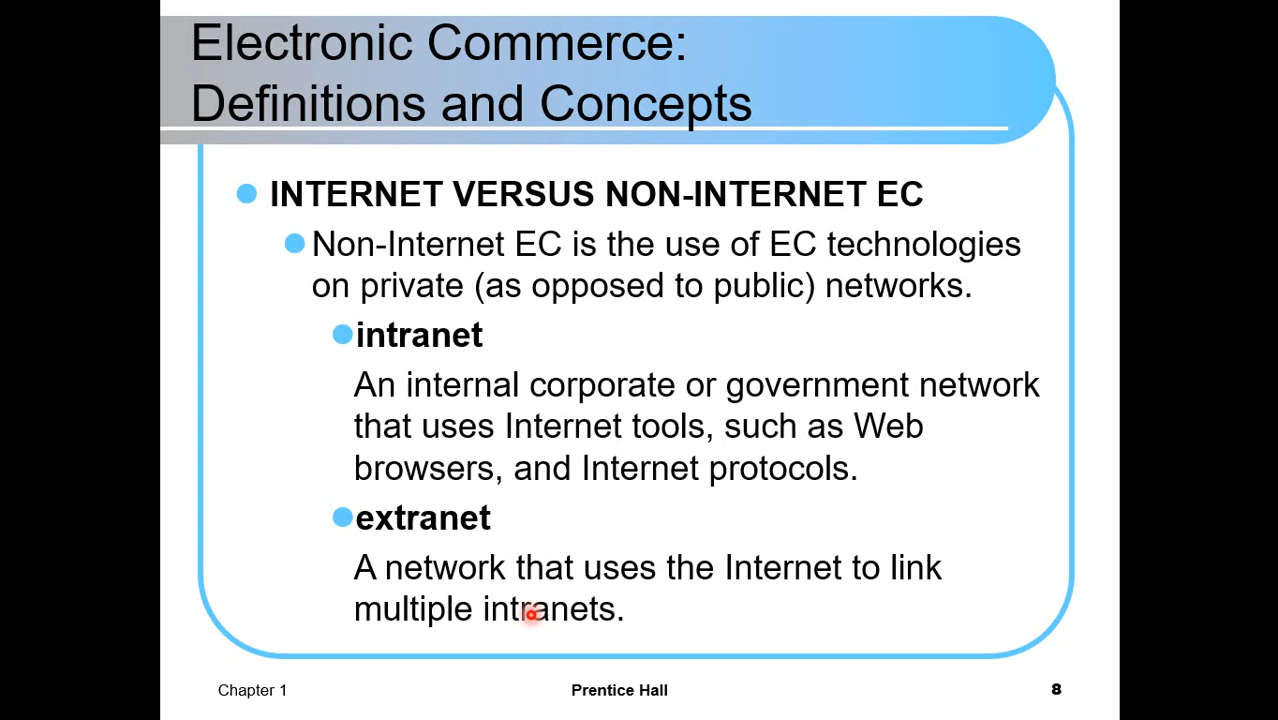 Electronic Commerce:
Definitions and Concepts
INTERNET VERSUS NON-INTERNET EC
Non-Internet EC is the use of EC technologies
on private (as opposed to public) networks.
intranet
An internal corporate or government network
that uses Internet tools, such as Web
browsers, and Internet protocols.
extranet
A network that uses the Internet to link
multiple intranets.
Chapter 1
Prentice Hall
8